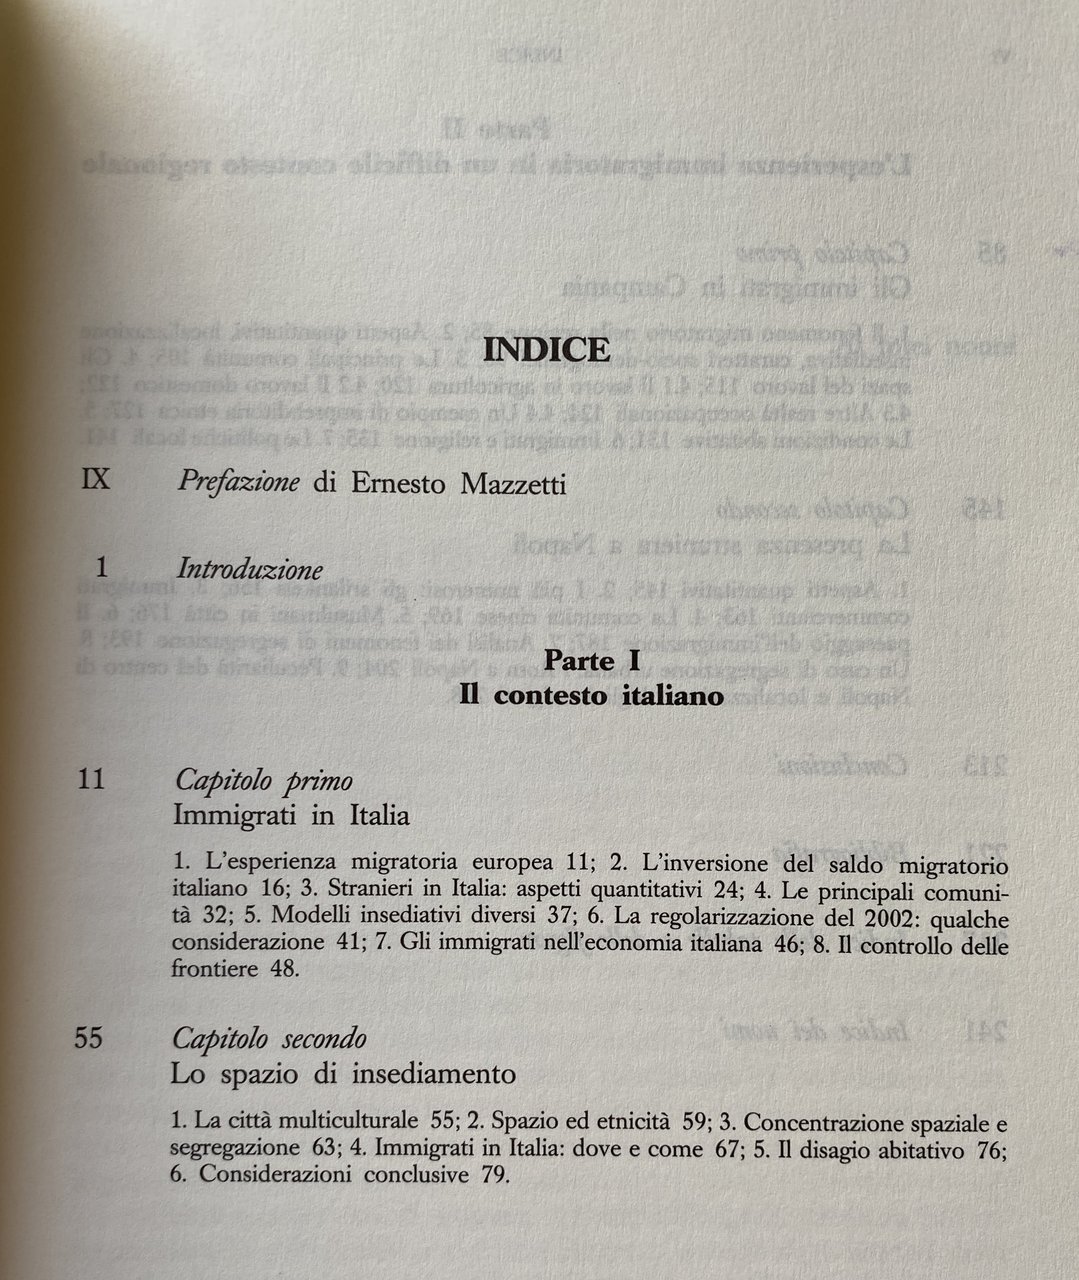 INDICE
IX Prefazione di Ernesto Mazzetti
1 Introduzione
Parte I
Il contesto italiano
11 Capitolo primo
Immigrati in Italia
1. L'esperienza migratoria europea 11; 2. L'inversione del saldo migratorio
italiano 16; 3. Stranieri in Italia: aspetti quantitativi 24; 4. Le principali comuni-
tà 32; 5. Modelli insediativi diversi 37; 6. La regolarizzazione del 2002: qualche
considerazione 41; 7. Gli immigrati nell'economia italiana 46; 8. Il controllo delle
frontiere 48.
55 Capitolo secondo
Lo spazio di insediamento
1. La città multiculturale 55; 2. Spazio ed etnicità 59; 3. Concentrazione spaziale e
segregazione 63; 4. Immigrati in Italia: dove e come 67; 5. Il disagio abitativo 76;
6. Considerazioni conclusive 79.